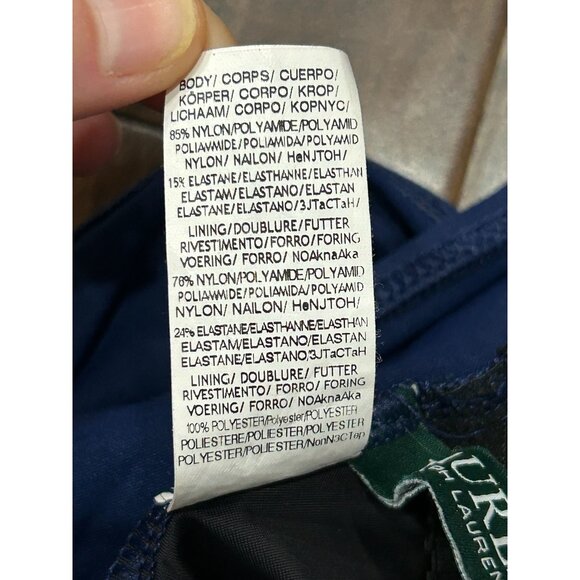 BODY/ CORPS/ CUERPO/
KÖRPER/ CORPO/ KROP/
LICHAAM/ CORPO/ KOPNYC/
85% NYLON/POLYAMIDE/POLYAMID
POLIAMMIDE/POLIAMIDA/POLIAMID
NYLON/ NAILON/ HeNJTOH/
15% ELASTANE/ELASTHANNE/ELASTHAN
ELASTAM/ELASTANO/ELASTAN
ELASTANE/ELASTANO/3JTaCTaH/
LINING/DOUBLURE/FUTTER
RIVESTIMENTO/FORRO/FORING
VOERING/ FORRO/ NOAknaAka
76% NYLON/POLYAMIDE/POLYAMID
POLIAMMIDE/POLIAMIDA/POLIAMID
NYLON/ NAILON/ HeNJTOH/
24% ELASTANE/ELASTHANNE/ELASTHAN
ELASTAM/ELASTANO/ELASTAN
ELASTANE/ELASTANO/3JTaCTaH
LINING/ DOUBLURE/ FUTTER
RIVESTIMENTO/ FORRO/ FORING
VOERING/ FORRO/ NOAknaAka
100% POLYESTER/Polyester/POLYESTER
POLIESTERE/POLIESTER/POLIESTER
POLYESTER/POLYESTER/NonN3C1ep
LAUREN